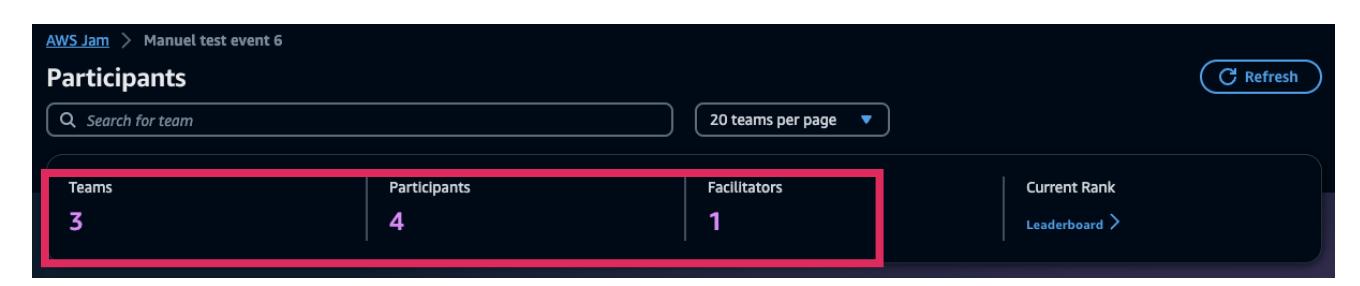 AWS Jam > Manuel test event 6
Participants
Refresh
Search for team
20 teams per page
Teams
3
Participants
4
Facilitators
1
Current Rank
Leaderboard >